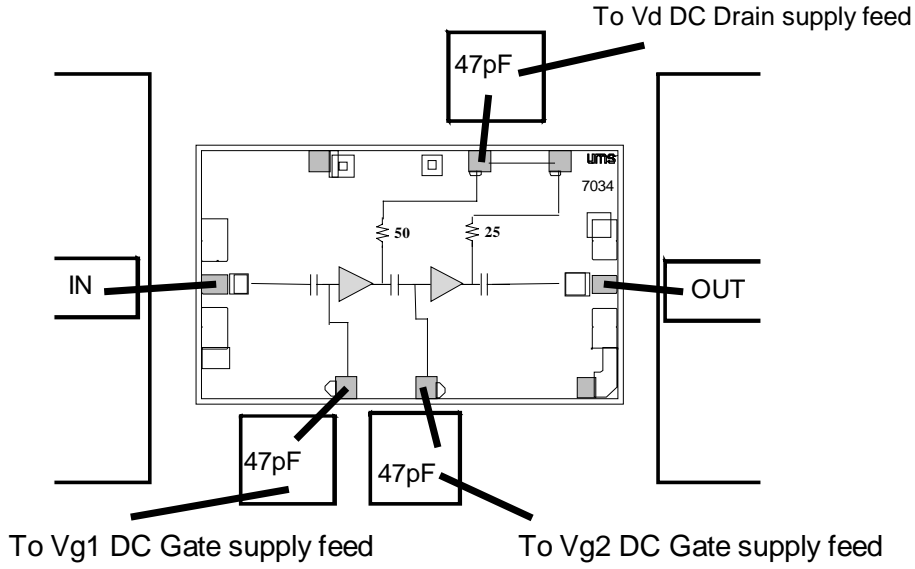 To Vd DC Drain supply feed
47pF
ums
7034
50
25
IN
OUT
47pF
47pF
To Vg1 DC Gate supply feed
To Vg2 DC Gate supply feed